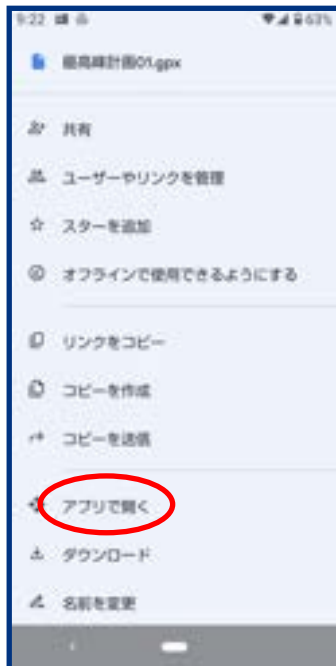 9:22 63%
最高峰計画01.gpx
共有
ユーザーやリンクを管理
スターを追加
オフラインで使用できるようにする
リンクをコピー
コピーを作成
コピーを送信
アプリで開く
ダウンロード
名前を変更